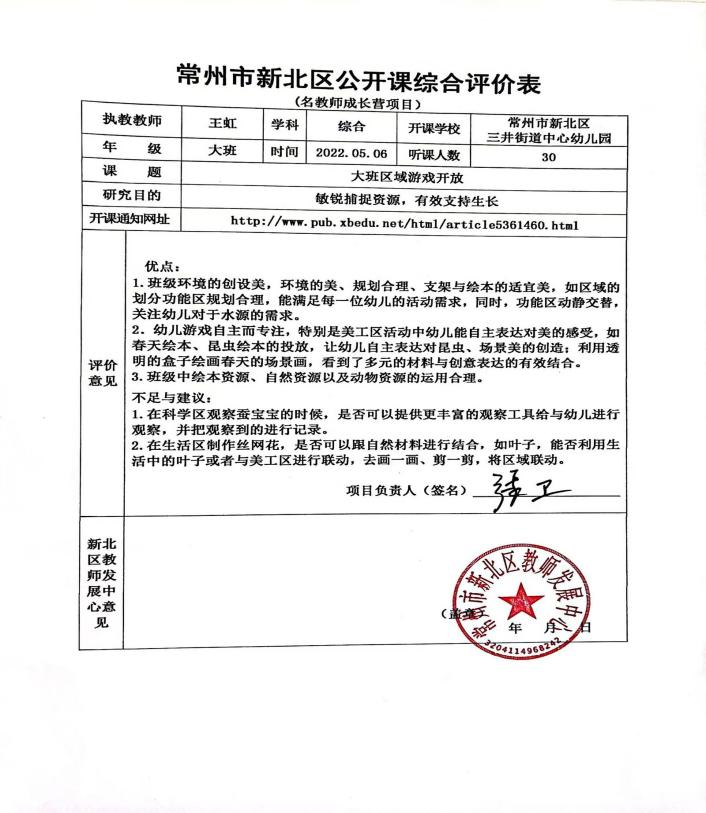 常州市新北区公开课综合评价表
(名教师成长营项目)
执教教师 王虹 学科 综合 开课学校 常州市新北区三井街道中心幼儿园
年 级 大班 时间 2022.05.06 听课人数 30
课 题 大班区域游戏开放
研究目的 敏锐捕捉资源，有效支持生长
开课通知网址 http://www.pub.xbedu.net/html/article5361460.html
评价意见
优点：
1.班级环境的创设美，环境的美、规划合理、支架与绘本的适宜美，如区域的
划分功能区规划合理，能满足每一位幼儿的活动需求，同时，功能区动静交替，
关注幼儿对于水源的需求。
2．幼儿游戏自主而专注，特别是美工区活动中幼儿能自主表达对美的感受，如
春天绘本、昆虫绘本的投放，让幼儿自主表达对昆虫、场景美的创造；利用透
明的盒子绘画春天的场景画，看到了多元的材料与创意表达的有效结合。
3.班级中绘本资源、自然资源以及动物资源的运用合理。
不足与建议：
1.在科学区观察蚕宝宝的时候，是否可以提供更丰富的观察工具给与幼儿进行
观察，并把观察到的进行记录。
2.在生活区制作丝网花，是否可以跟自然材料进行结合，如叶子，能否利用生
活中的叶子或者与美工区进行联动，去画一画、剪一剪，将区域联动。
项目负责人（签名） 张卫
新北区教师发展中心意见
常州市新北区教师发展中心
（盖章）
年 月 日
3204114968242